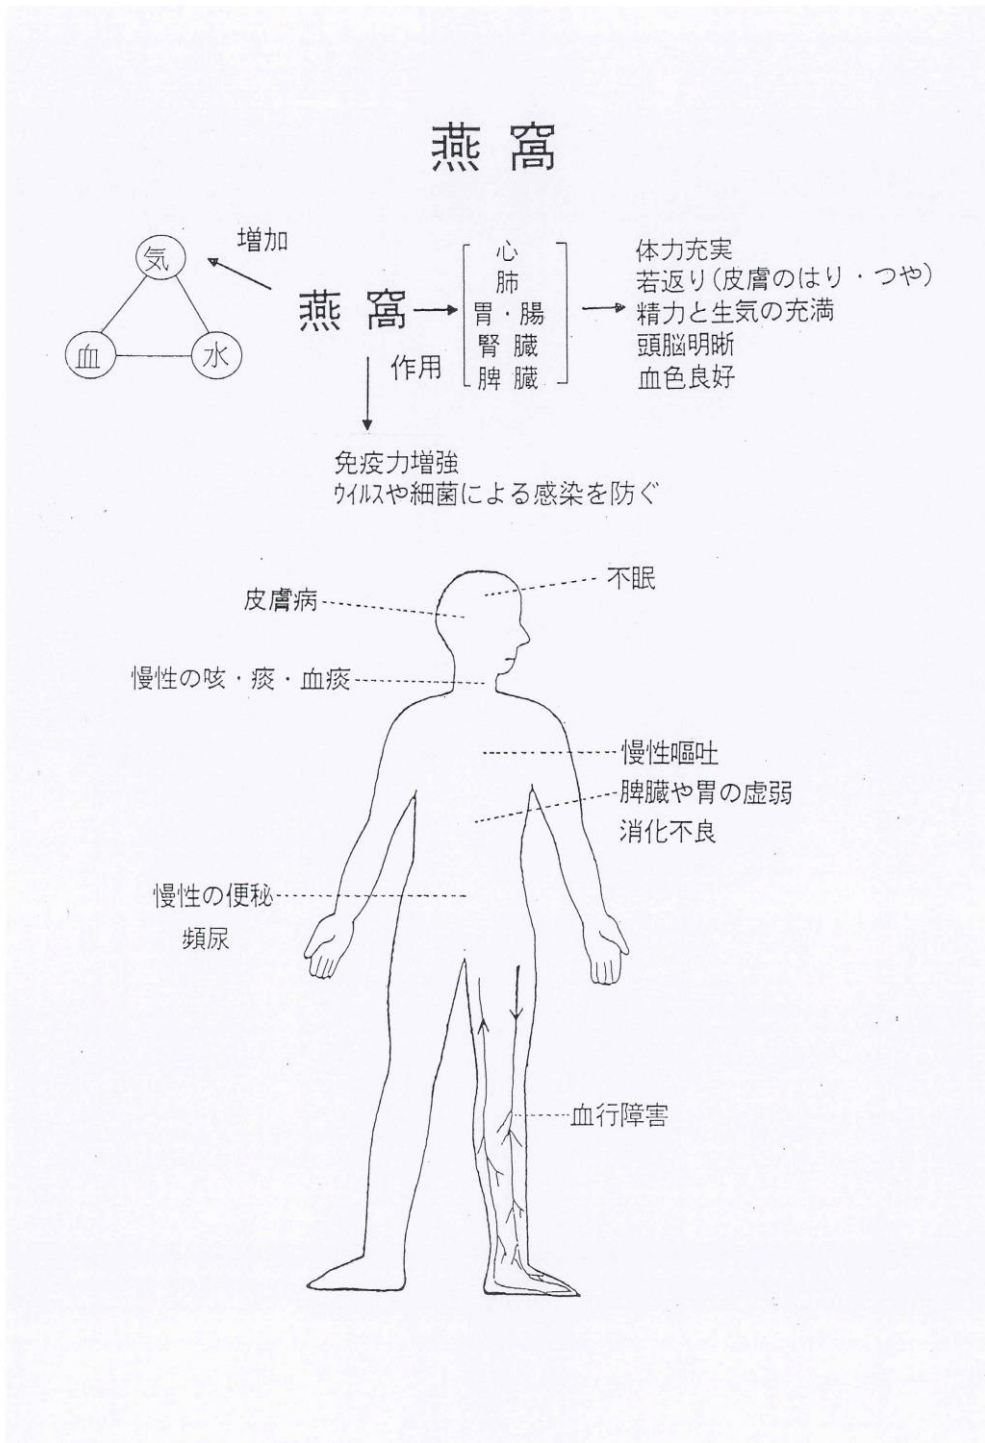 燕窩
増加
気
血
水
燕窩
作用
心
肺
胃・腸
腎臓
脾臓
体力充実
若返り(皮膚のはり・つや)
精力と生気の充満
頭脳明晰
血色良好
免疫力増強
ウイルスや細菌による感染を防ぐ
不眠
皮膚病
慢性の咳・痰・血痰
慢性嘔吐
脾臓や胃の虚弱
消化不良
慢性の便秘
頻尿
血行障害